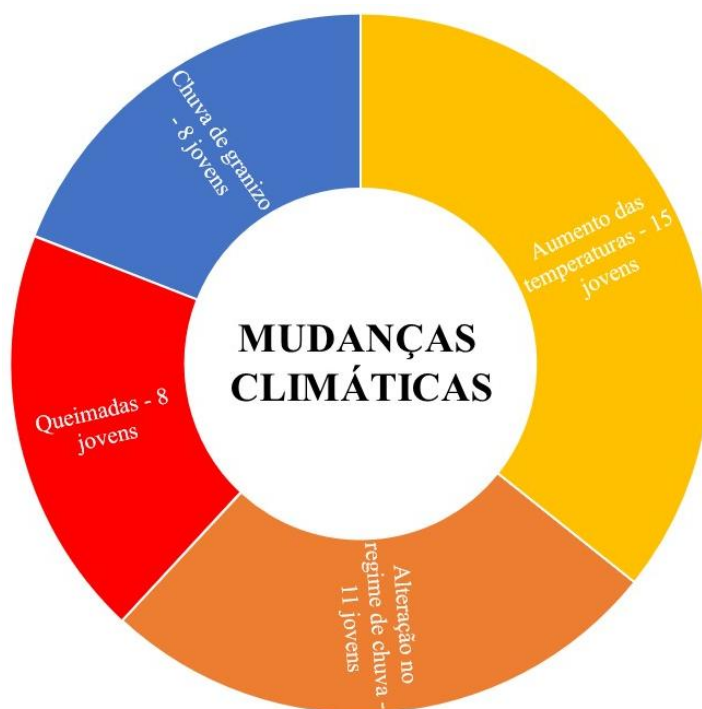 MUDANÇAS
CLIMÁTICAS
Aumento das
temperaturas - 15
jovens
Alteração no
regime de chuva -
11 jovens
Queimadas - 8
jovens
Chuva de granizo
- 8 jovens